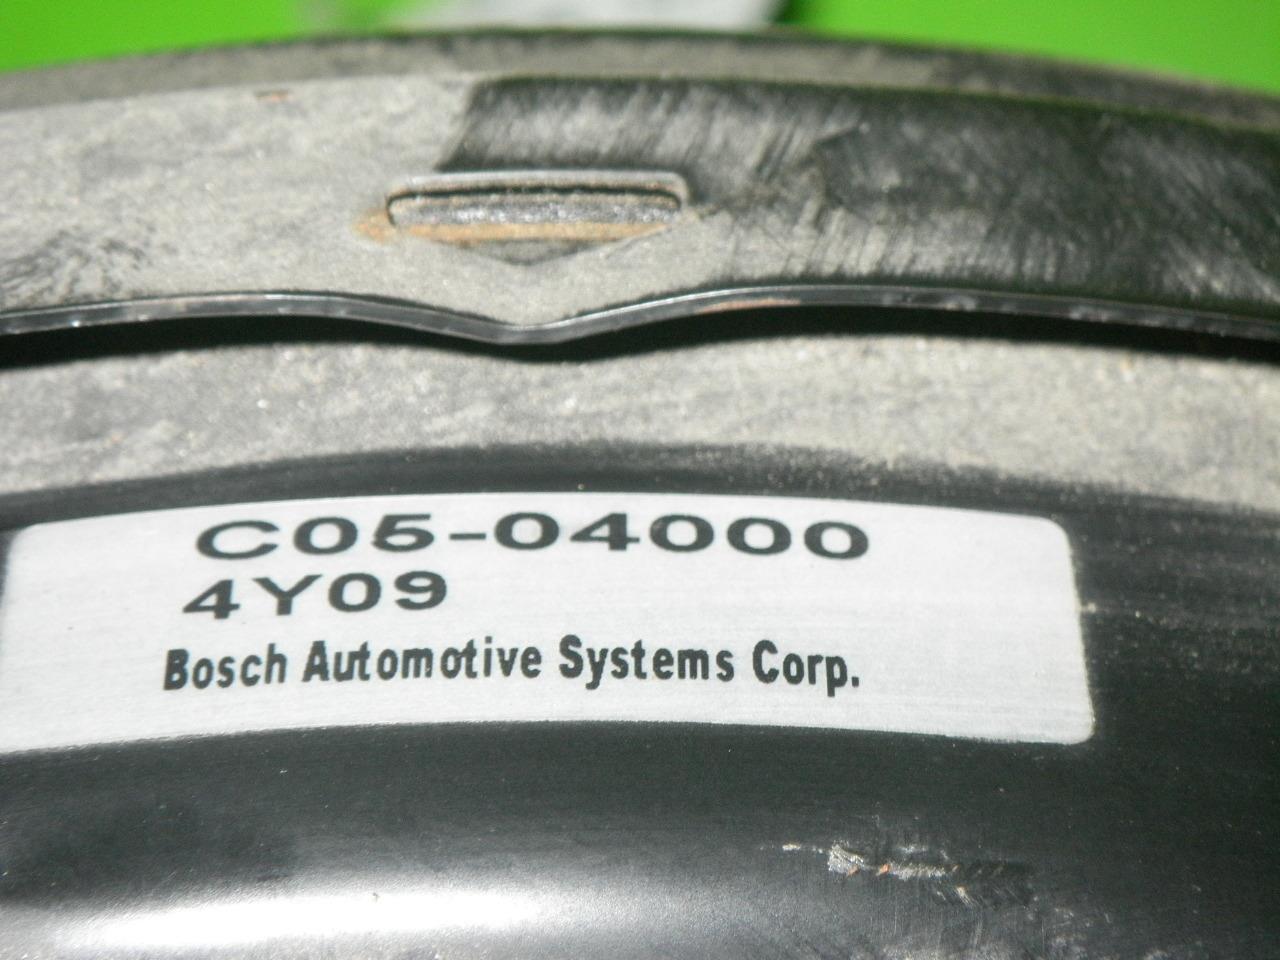 C05-04000
4Y09
Bosch Automotive Systems Corp.